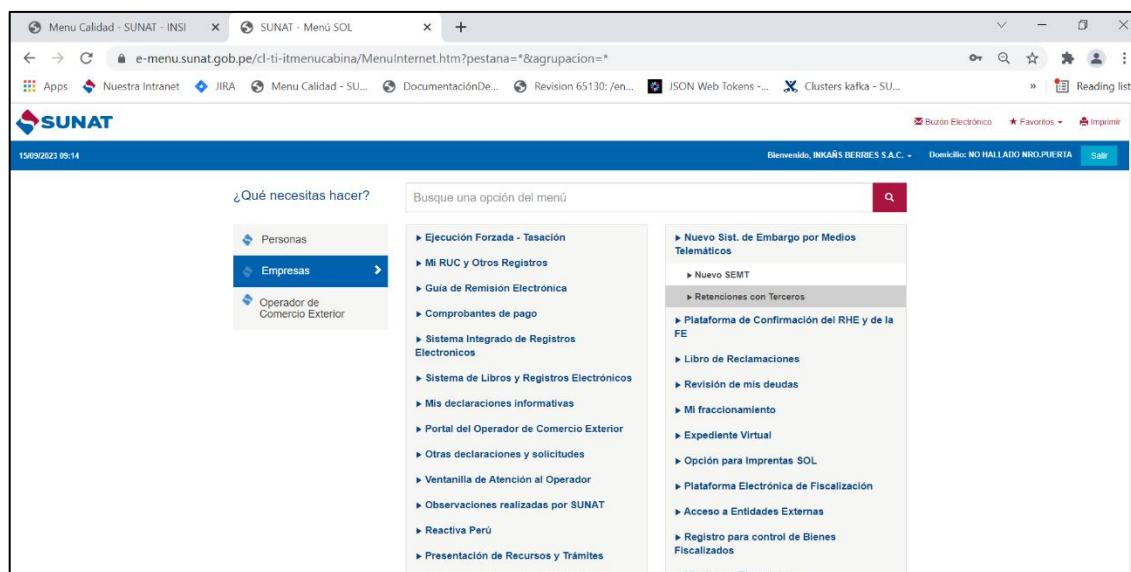 Menu Calidad - SUNAT - INSI
SUNAT - Menú SOL
e-menu.sunat.gob.pe/cl-ti-itmenucabina/MenuInternet.htm?pestana=*&agrupacion=*
Apps Nuestra Intranet JIRA Menu Calidad - SU... DocumentaciónDe... Revision 65130: /en... JSON Web Tokens -... Clusters kafka - SU... » Reading list
SUNAT
Buzón Electrónico Favoritos Imprimir
15/09/2023 09:14 Bienvenido, INKAÑS BERRIES S.A.C. Domicilio: NO HALLADO NRO.PUERTA Salir
¿Qué necesitas hacer?
Busque una opción del menú
Personas
Empresas
Operador de
Comercio Exterior
Ejecución Forzada - Tasación
Mi RUC y Otros Registros
Guía de Remisión Electrónica
Comprobantes de pago
Sistema Integrado de Registros
Electronicos
Sistema de Libros y Registros Electrónicos
Mis declaraciones informativas
Portal del Operador de Comercio Exterior
Otras declaraciones y solicitudes
Ventanilla de Atención al Operador
Observaciones realizadas por SUNAT
Reactiva Perú
Presentación de Recursos y Trámites
Nuevo Sist. de Embargo por Medios
Telemáticos
Nuevo SEMT
Retenciones con Terceros
Plataforma de Confirmación del RHE y de la
FE
Libro de Reclamaciones
Revisión de mis deudas
Mi fraccionamiento
Expediente Virtual
Opción para Imprentas SOL
Plataforma Electrónica de Fiscalización
Acceso a Entidades Externas
Registro para control de Bienes
Fiscalizados